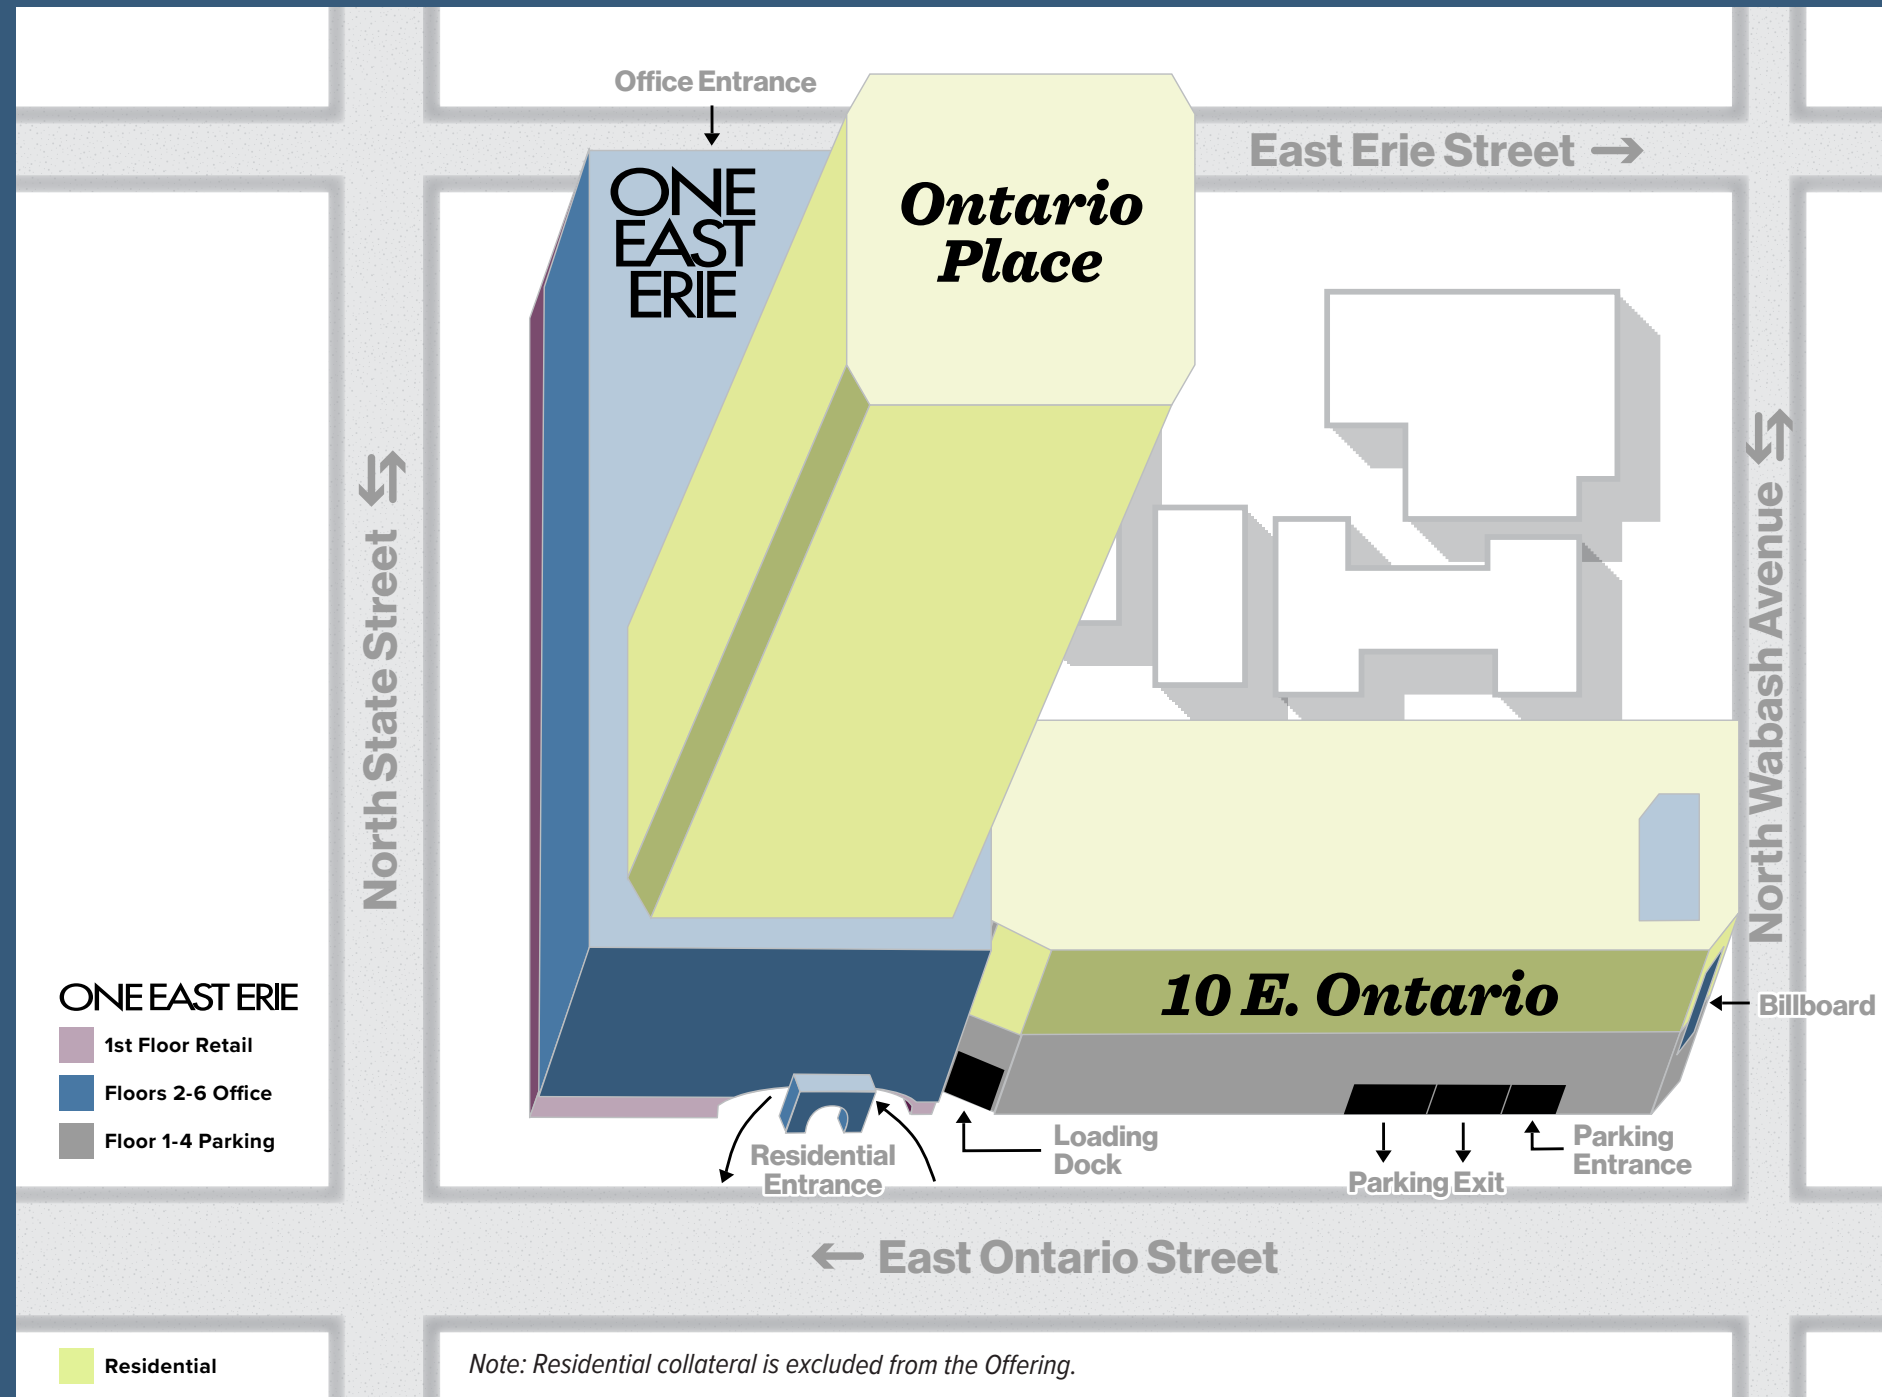 Office Entrance
East Erie Street
ONE
EAST
ERIE
Ontario
Place
North State Street
North Wabash Avenue
10 E. Ontario
Billboard
ONE EAST ERIE
1st Floor Retail
Floors 2-6 Office
Floor 1-4 Parking
Residential
Entrance
Loading
Dock
Parking Exit
Parking
Entrance
East Ontario Street
Residential
Note: Residential collateral is excluded from the Offering.